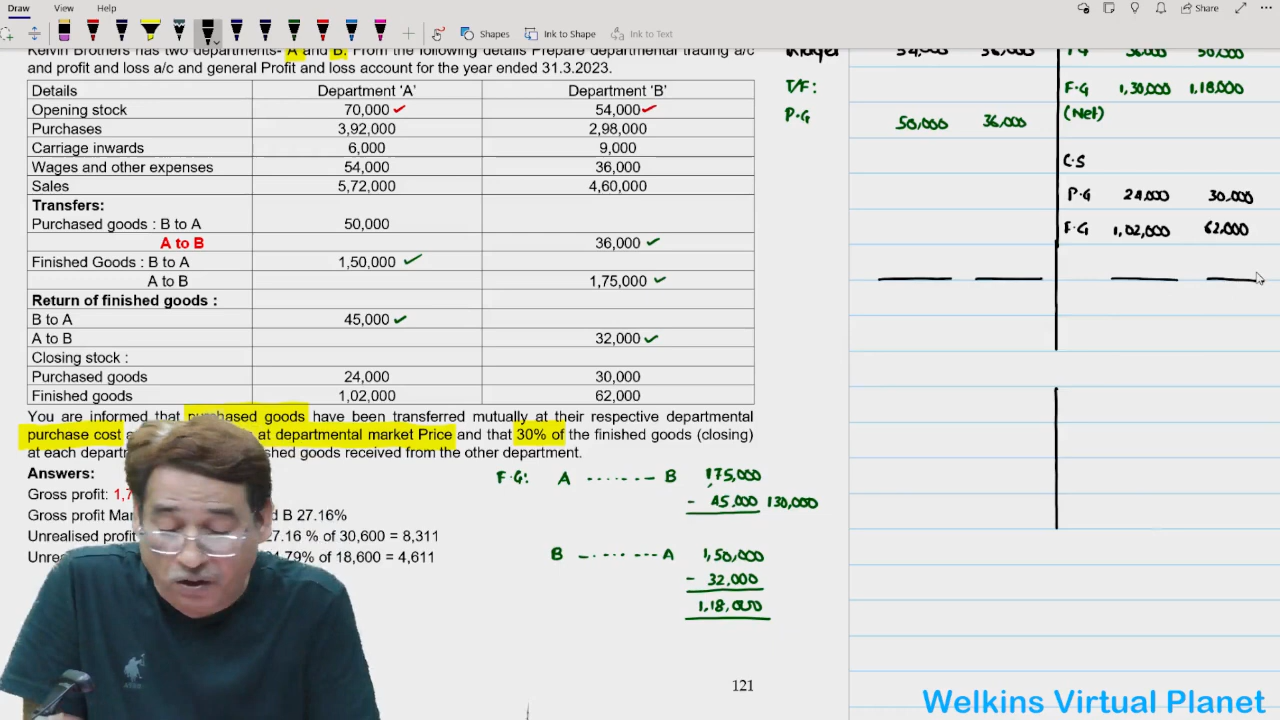 Draw View Help
Share
Shapes Ink to Shape Ink to Text
Kelvin Brothers has two departments- A and B. From the following details Prepare departmental trading a/c
and profit and loss a/c and general Profit and loss account for the year ended 31.3.2023.
Details Department 'A' Department 'B'
Opening stock 70,000 54,000
Purchases 3,92,000 2,98,000
Carriage inwards 6,000 9,000
Wages and other expenses 54,000 36,000
Sales 5,72,000 4,60,000
Transfers:
Purchased goods : B to A 50,000
A to B 36,000
Finished Goods : B to A 1,50,000
A to B 1,75,000
Return of finished goods :
B to A 45,000
A to B 32,000
Closing stock :
Purchased goods 24,000 30,000
Finished goods 1,02,000 62,000
You are informed that purchased goods have been transferred mutually at their respective departmental
purchase cost at departmental market Price and that 30% of the finished goods (closing)
at each goods received from the other department.
Answers:
Gross profit:
Gross profit B 27.16%
Unrealised profit 27.16 % of 30,600 = 8,311
of 18,600 = 4,611
F.G: A ------- B 175,000
- 45,000 130,000
B ------- A 1,50,000
- 32,000
1,18,000
121
54,000 36,000
T/F:
P.G 50,000 36,000
36,000 50,000
F.G 1,30,000 1,18,000
(Net)
C.S
P.G 24,000 30,000
F.G 1,02,000 62,000
Welkins Virtual Planet